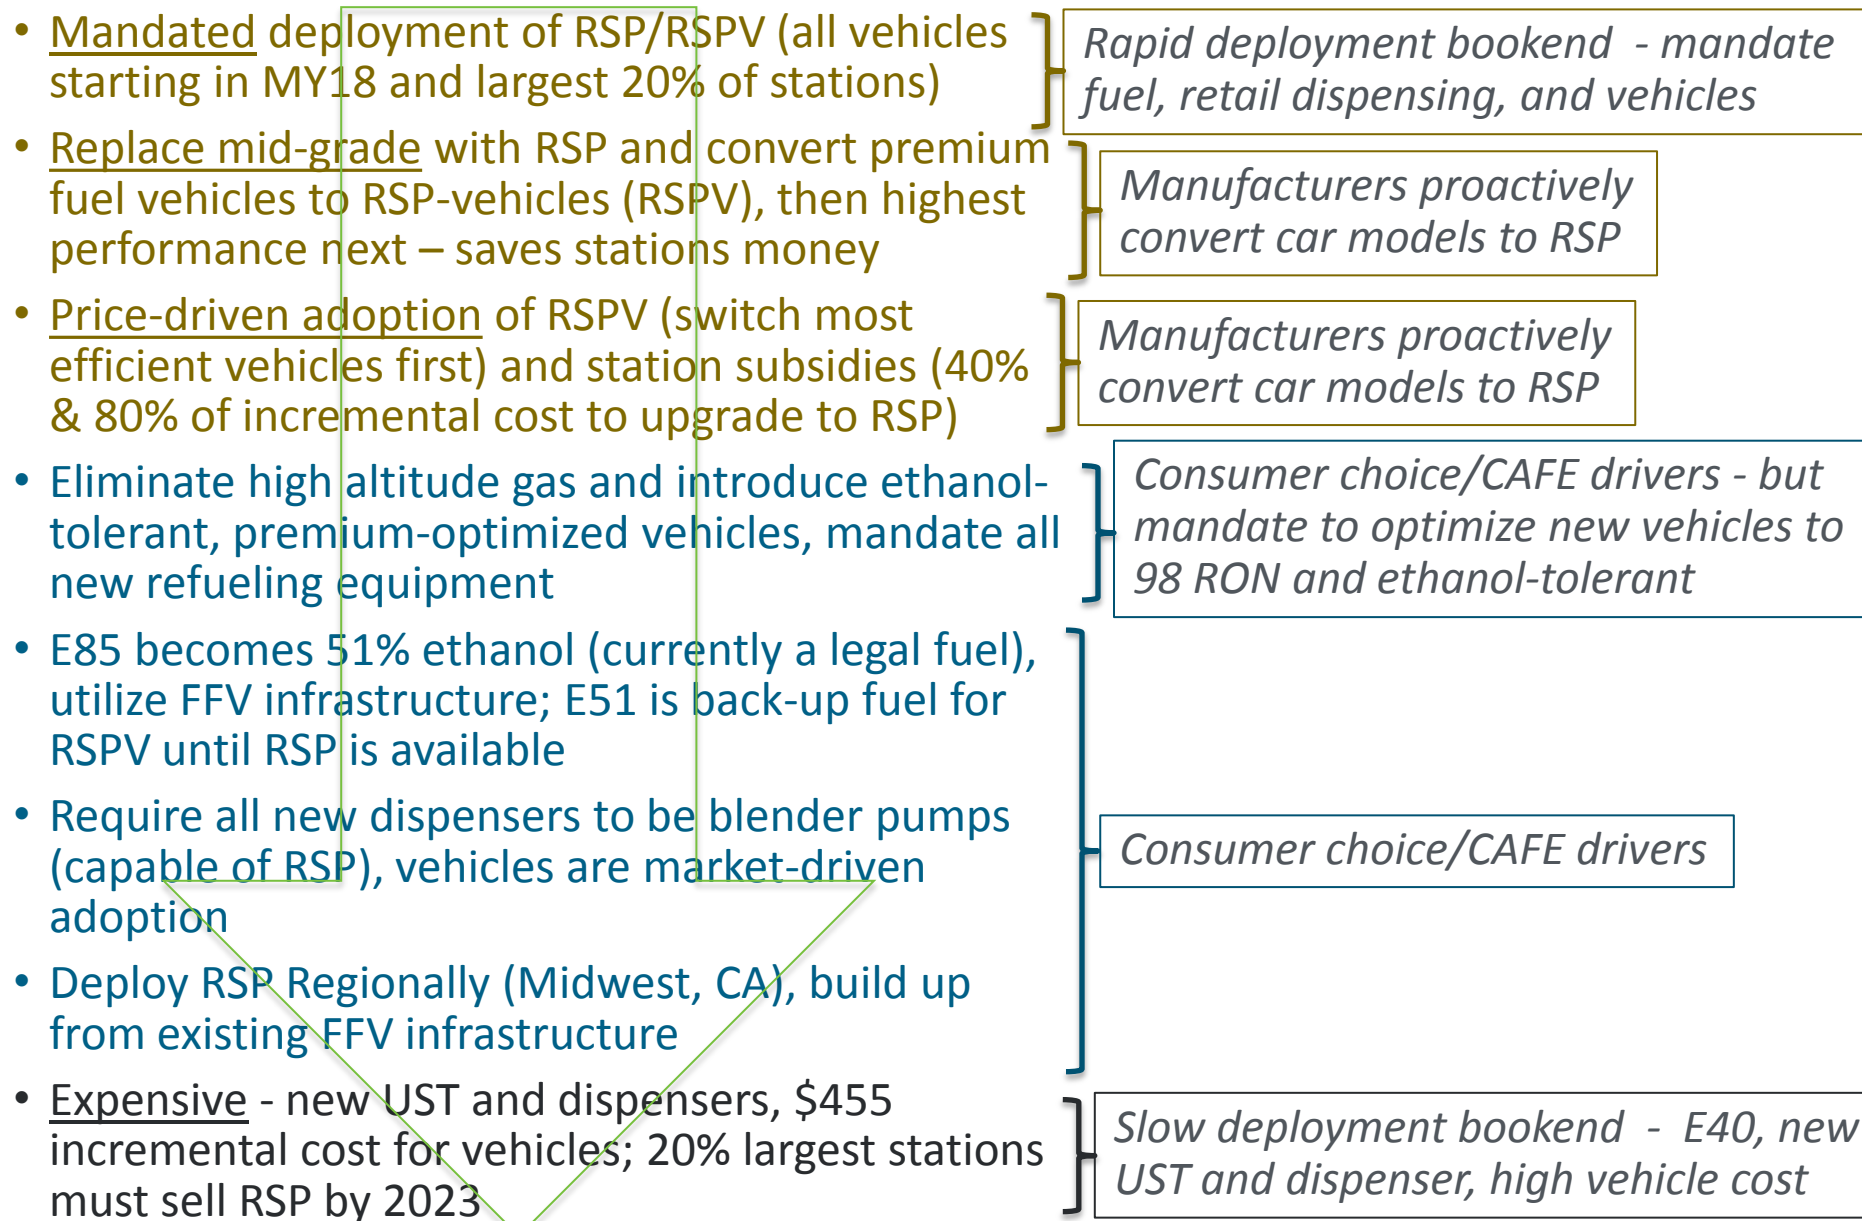 • Mandated deployment of RSP/RSPV (all vehicles
starting in MY18 and largest 20% of stations)
Rapid deployment bookend - mandate
fuel, retail dispensing, and vehicles
• Replace mid-grade with RSP and convert premium
fuel vehicles to RSP-vehicles (RSPV), then highest
performance next – saves stations money
Manufacturers proactively
convert car models to RSP
• Price-driven adoption of RSPV (switch most
efficient vehicles first) and station subsidies (40%
& 80% of incremental cost to upgrade to RSP)
Manufacturers proactively
convert car models to RSP
• Eliminate high altitude gas and introduce ethanol-
tolerant, premium-optimized vehicles, mandate all
new refueling equipment
Consumer choice/CAFE drivers - but
mandate to optimize new vehicles to
98 RON and ethanol-tolerant
• E85 becomes 51% ethanol (currently a legal fuel),
utilize FFV infrastructure; E51 is back-up fuel for
RSPV until RSP is available
• Require all new dispensers to be blender pumps
(capable of RSP), vehicles are market-driven
adoption
• Deploy RSP Regionally (Midwest, CA), build up
from existing FFV infrastructure
Consumer choice/CAFE drivers
• Expensive - new UST and dispensers, $455
incremental cost for vehicles; 20% largest stations
must sell RSP by 2023
Slow deployment bookend - E40, new
UST and dispenser, high vehicle cost